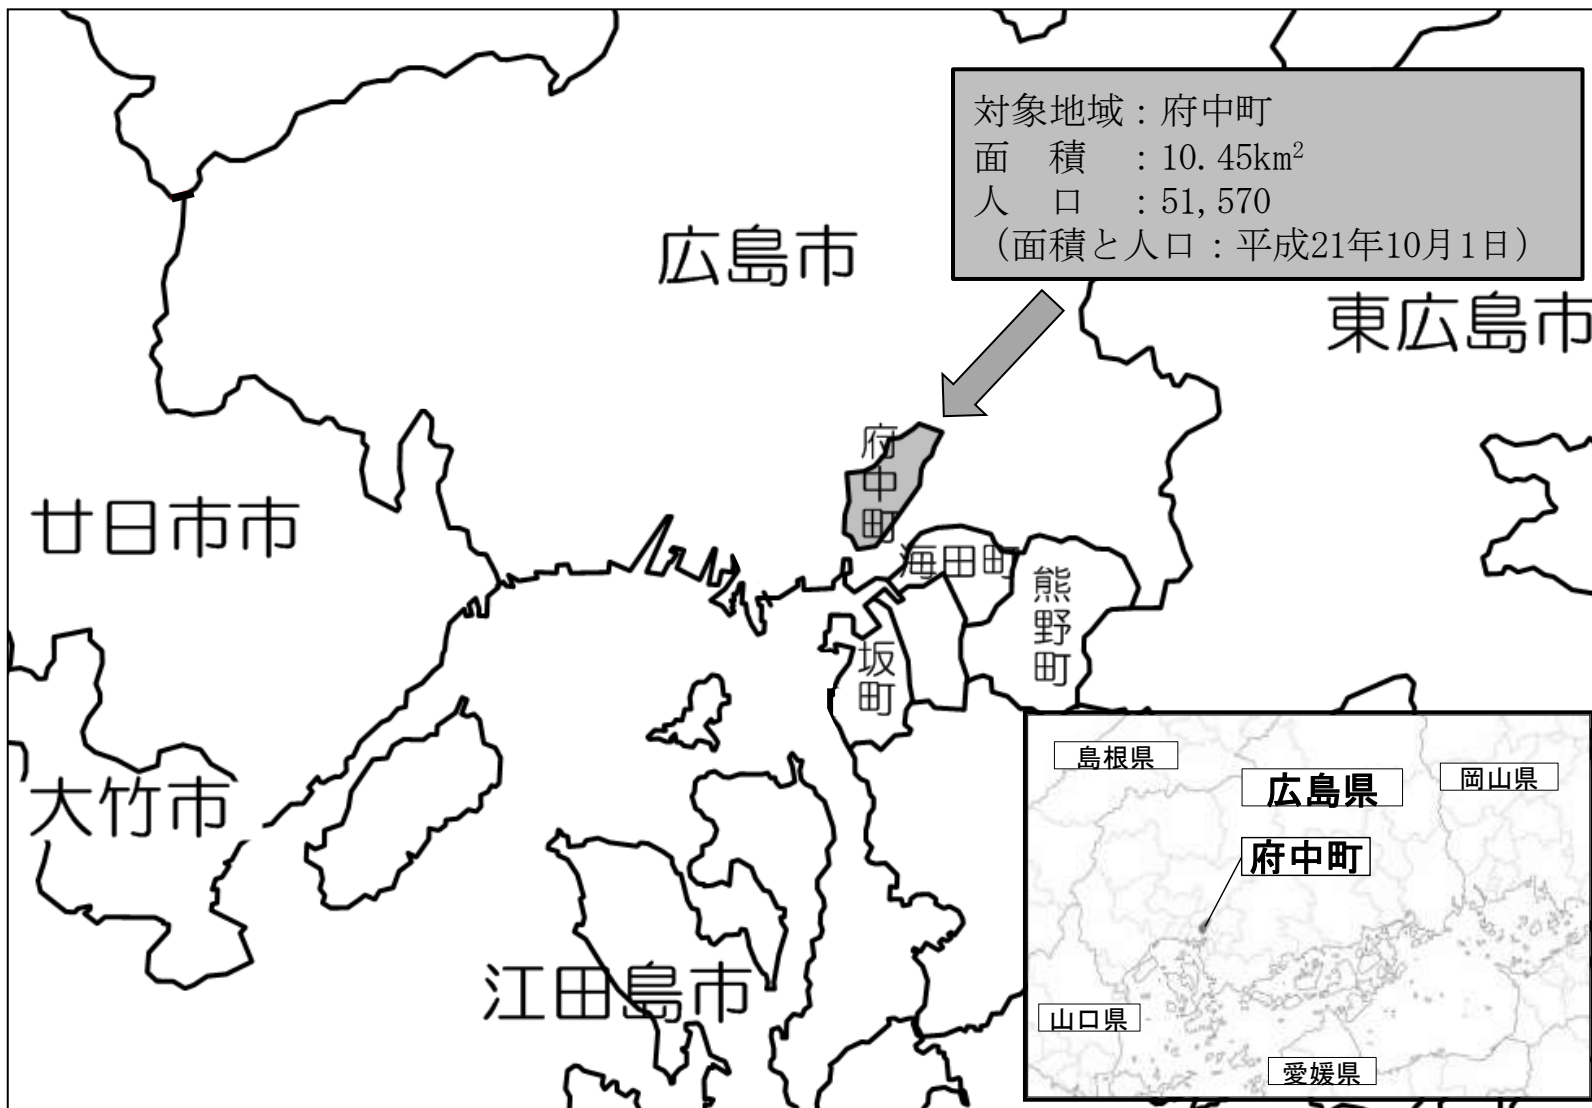 対象地域：府中町
面　積　：10.45km²
人　口　：51,570
（面積と人口：平成21年10月1日）
広島市
東広島市
府中町
廿日市市
海田町
熊野町
坂町
大竹市
江田島市
島根県
広島県
岡山県
府中町
山口県
愛媛県